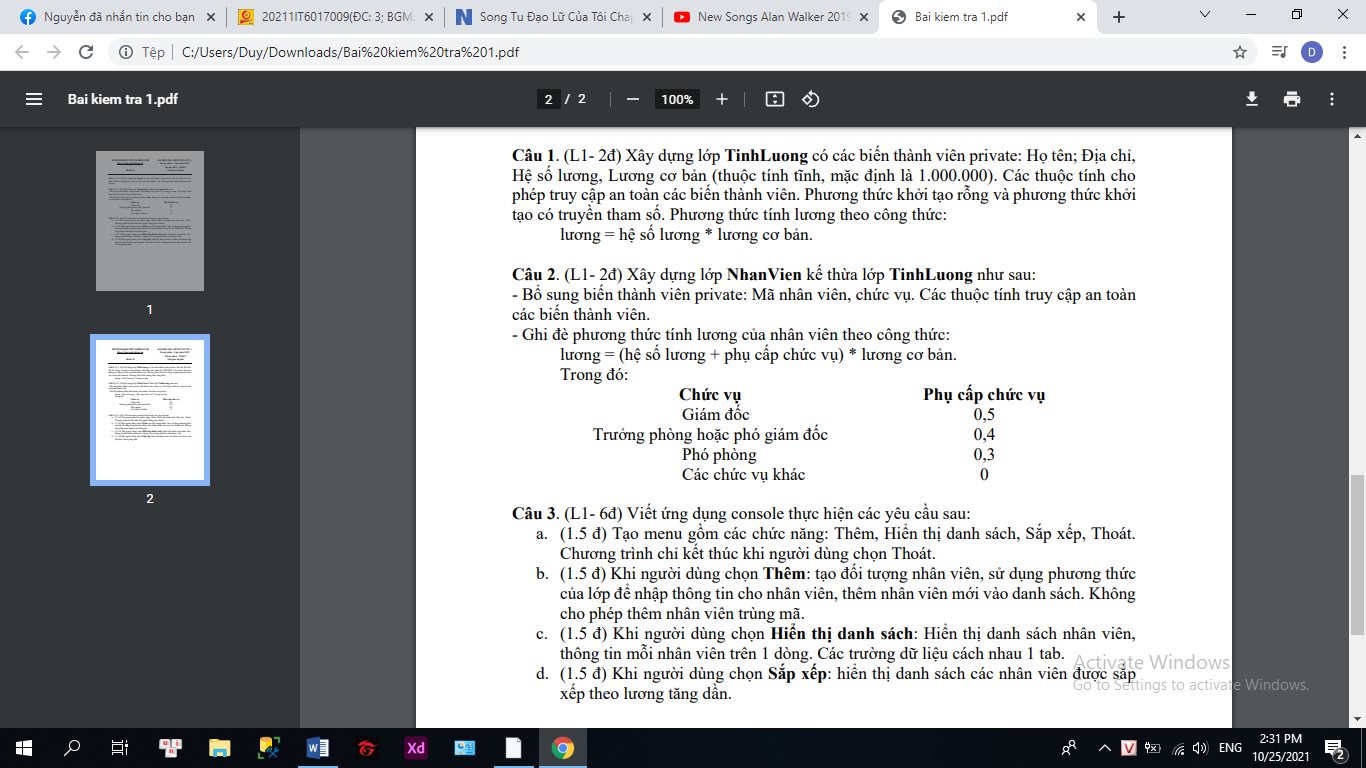 Nguyễn đã nhắn tin cho bạn
20211IT6017009(ĐC: 3; BGM
Song Tu Đạo Lữ Của Tôi Chap
New Songs Alan Walker 2019
Bai kiem tra 1.pdf
Tệp C:/Users/Duy/Downloads/Bai%20kiem%20tra%201.pdf
D
Bai kiem tra 1.pdf
2 / 2
100%
1
2
Câu 1. (L1- 2đ) Xây dựng lớp TinhLuong có các biến thành viên private: Họ tên; Địa chỉ,
Hệ số lương, Lương cơ bản (thuộc tính tĩnh, mặc định là 1.000.000). Các thuộc tính cho
phép truy cập an toàn các biến thành viên. Phương thức khởi tạo rỗng và phương thức khởi
tạo có truyền tham số. Phương thức tính lương theo công thức:
lương = hệ số lương * lương cơ bản.
Câu 2. (L1- 2đ) Xây dựng lớp NhanVien kế thừa lớp TinhLuong như sau:
- Bổ sung biến thành viên private: Mã nhân viên, chức vụ. Các thuộc tính truy cập an toàn
các biến thành viên.
- Ghi đè phương thức tính lương của nhân viên theo công thức:
lương = (hệ số lương + phụ cấp chức vụ) * lương cơ bản.
Trong đó:
Chức vụ Phụ cấp chức vụ
Giám đốc 0,5
Trưởng phòng hoặc phó giám đốc 0,4
Phó phòng 0,3
Các chức vụ khác 0
Câu 3. (L1- 6đ) Viết ứng dụng console thực hiện các yêu cầu sau:
a. (1.5 đ) Tạo menu gồm các chức năng: Thêm, Hiển thị danh sách, Sắp xếp, Thoát.
Chương trình chỉ kết thúc khi người dùng chọn Thoát.
b. (1.5 đ) Khi người dùng chọn Thêm: tạo đối tượng nhân viên, sử dụng phương thức
của lớp để nhập thông tin cho nhân viên, thêm nhân viên mới vào danh sách. Không
cho phép thêm nhân viên trùng mã.
c. (1.5 đ) Khi người dùng chọn Hiển thị danh sách: Hiển thị danh sách nhân viên,
thông tin mỗi nhân viên trên 1 dòng. Các trường dữ liệu cách nhau 1 tab.
d. (1.5 đ) Khi người dùng chọn Sắp xếp: hiển thị danh sách các nhân viên được sắp
xếp theo lương tăng dần.
Activate Windows
Go to Settings to activate Windows.
Xd
V
ENG
2:31 PM
10/25/2021
2